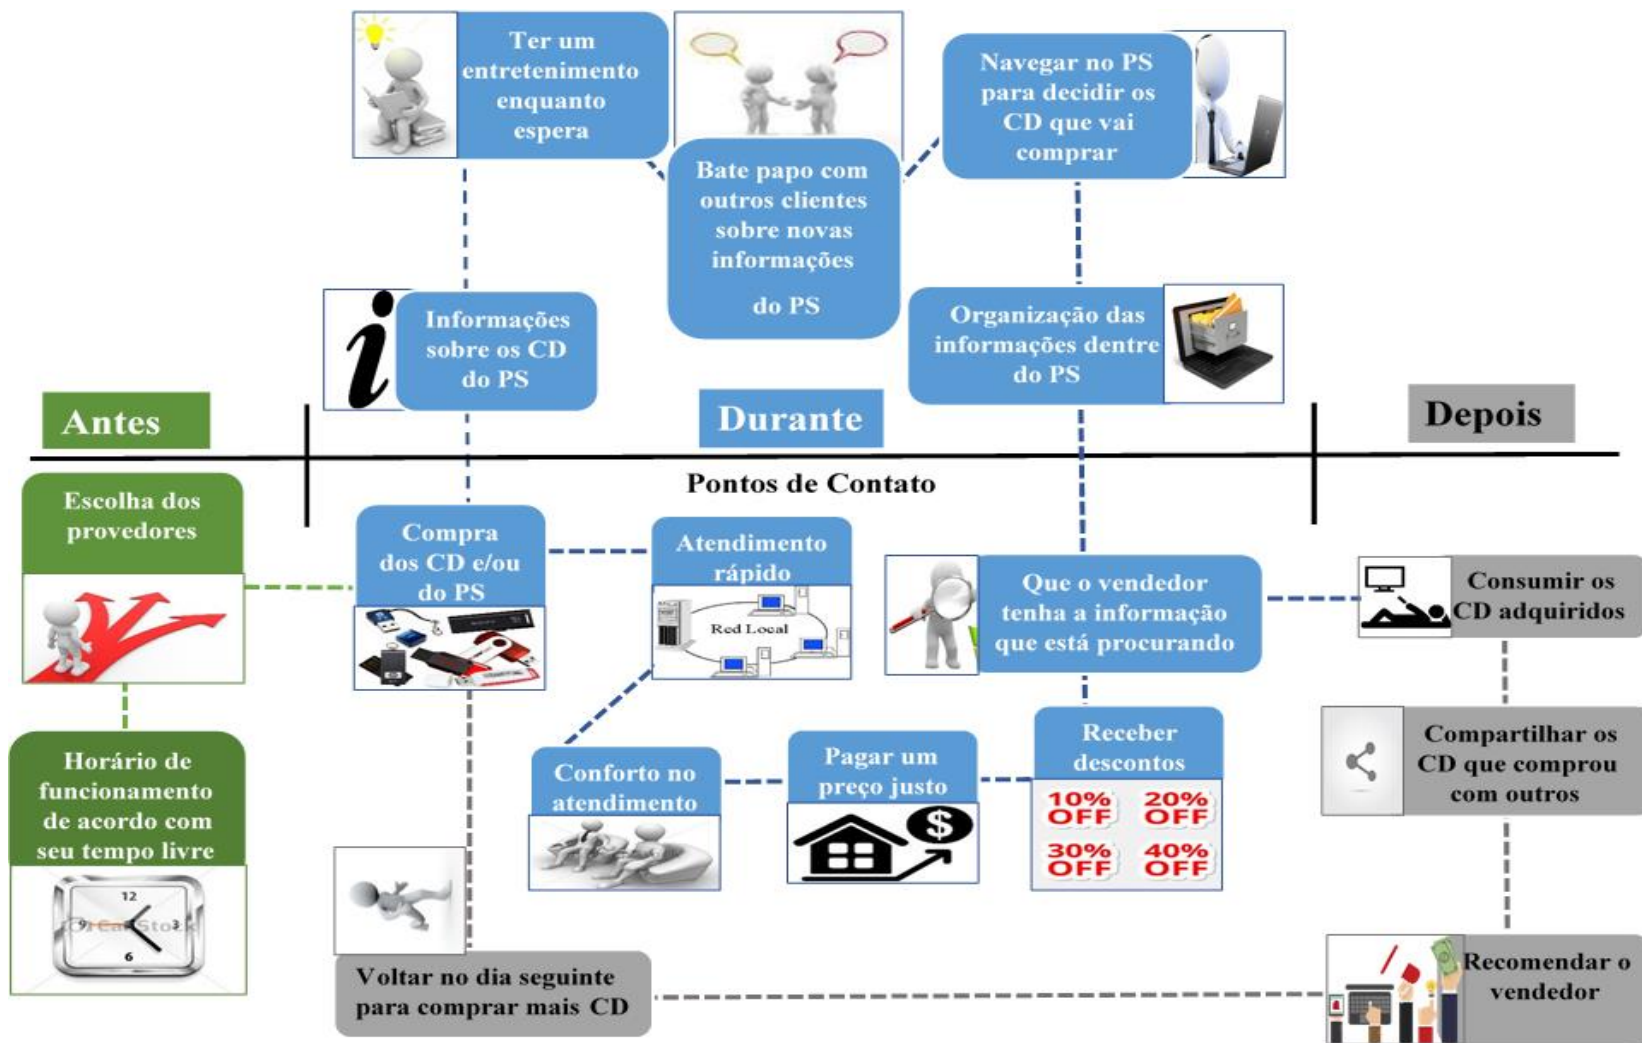 Ter um
entretenimento
enquanto
espera
Bate papo com
outros clientes
sobre novas
informações
do PS
Navegar no PS
para decidir os
CD que vai
comprar
Informações
sobre os CD
do PS
Organização das
informações dentre
do PS
Antes
Durante
Depois
Pontos de Contato
Escolha dos
provedores
Horário de
funcionamento
de acordo com
seu tempo livre
12
9
3
6
CanStock
Compra
dos CD e/ou
do PS
Atendimento
rápido
Red Local
Conforto no
atendimento
Pagar um
preço justo
$
Receber
descontos
10%
OFF
20%
OFF
30%
OFF
40%
OFF
Que o vendedor
tenha a informação
que está procurando
Consumir os
CD adquiridos
Compartilhar os
CD que comprou
com outros
Recomendar o
vendedor
Voltar no dia seguinte
para comprar mais CD